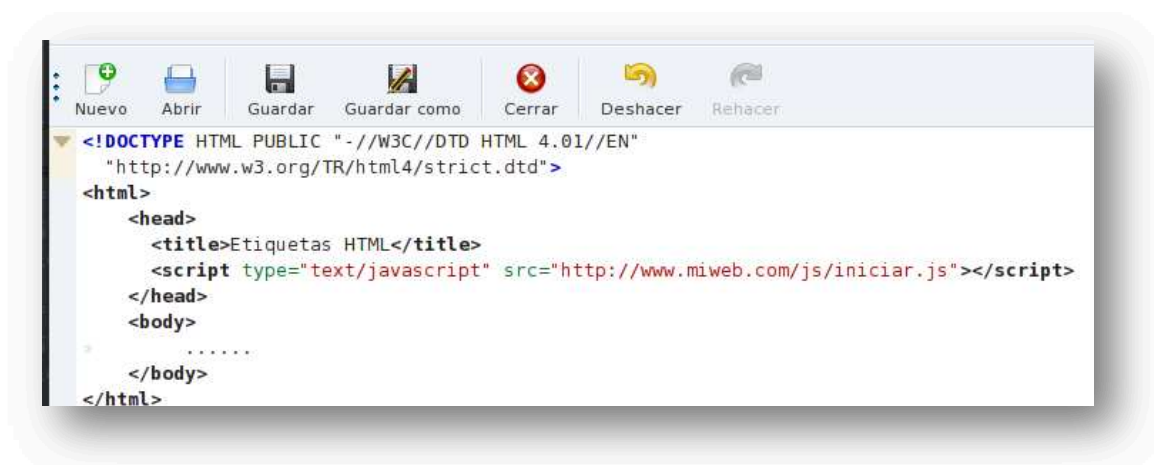 Nuevo Abrir Guardar Guardar como Cerrar Deshacer Rehacer
<!DOCTYPE HTML PUBLIC "-//W3C//DTD HTML 4.01//EN"
"http://www.w3.org/TR/html4/strict.dtd">
<html>
<head>
<title>Etiquetas HTML</title>
<script type="text/javascript" src="http://www.miweb.com/js/iniciar.js"></script>
</head>
<body>
......
</body>
</html>